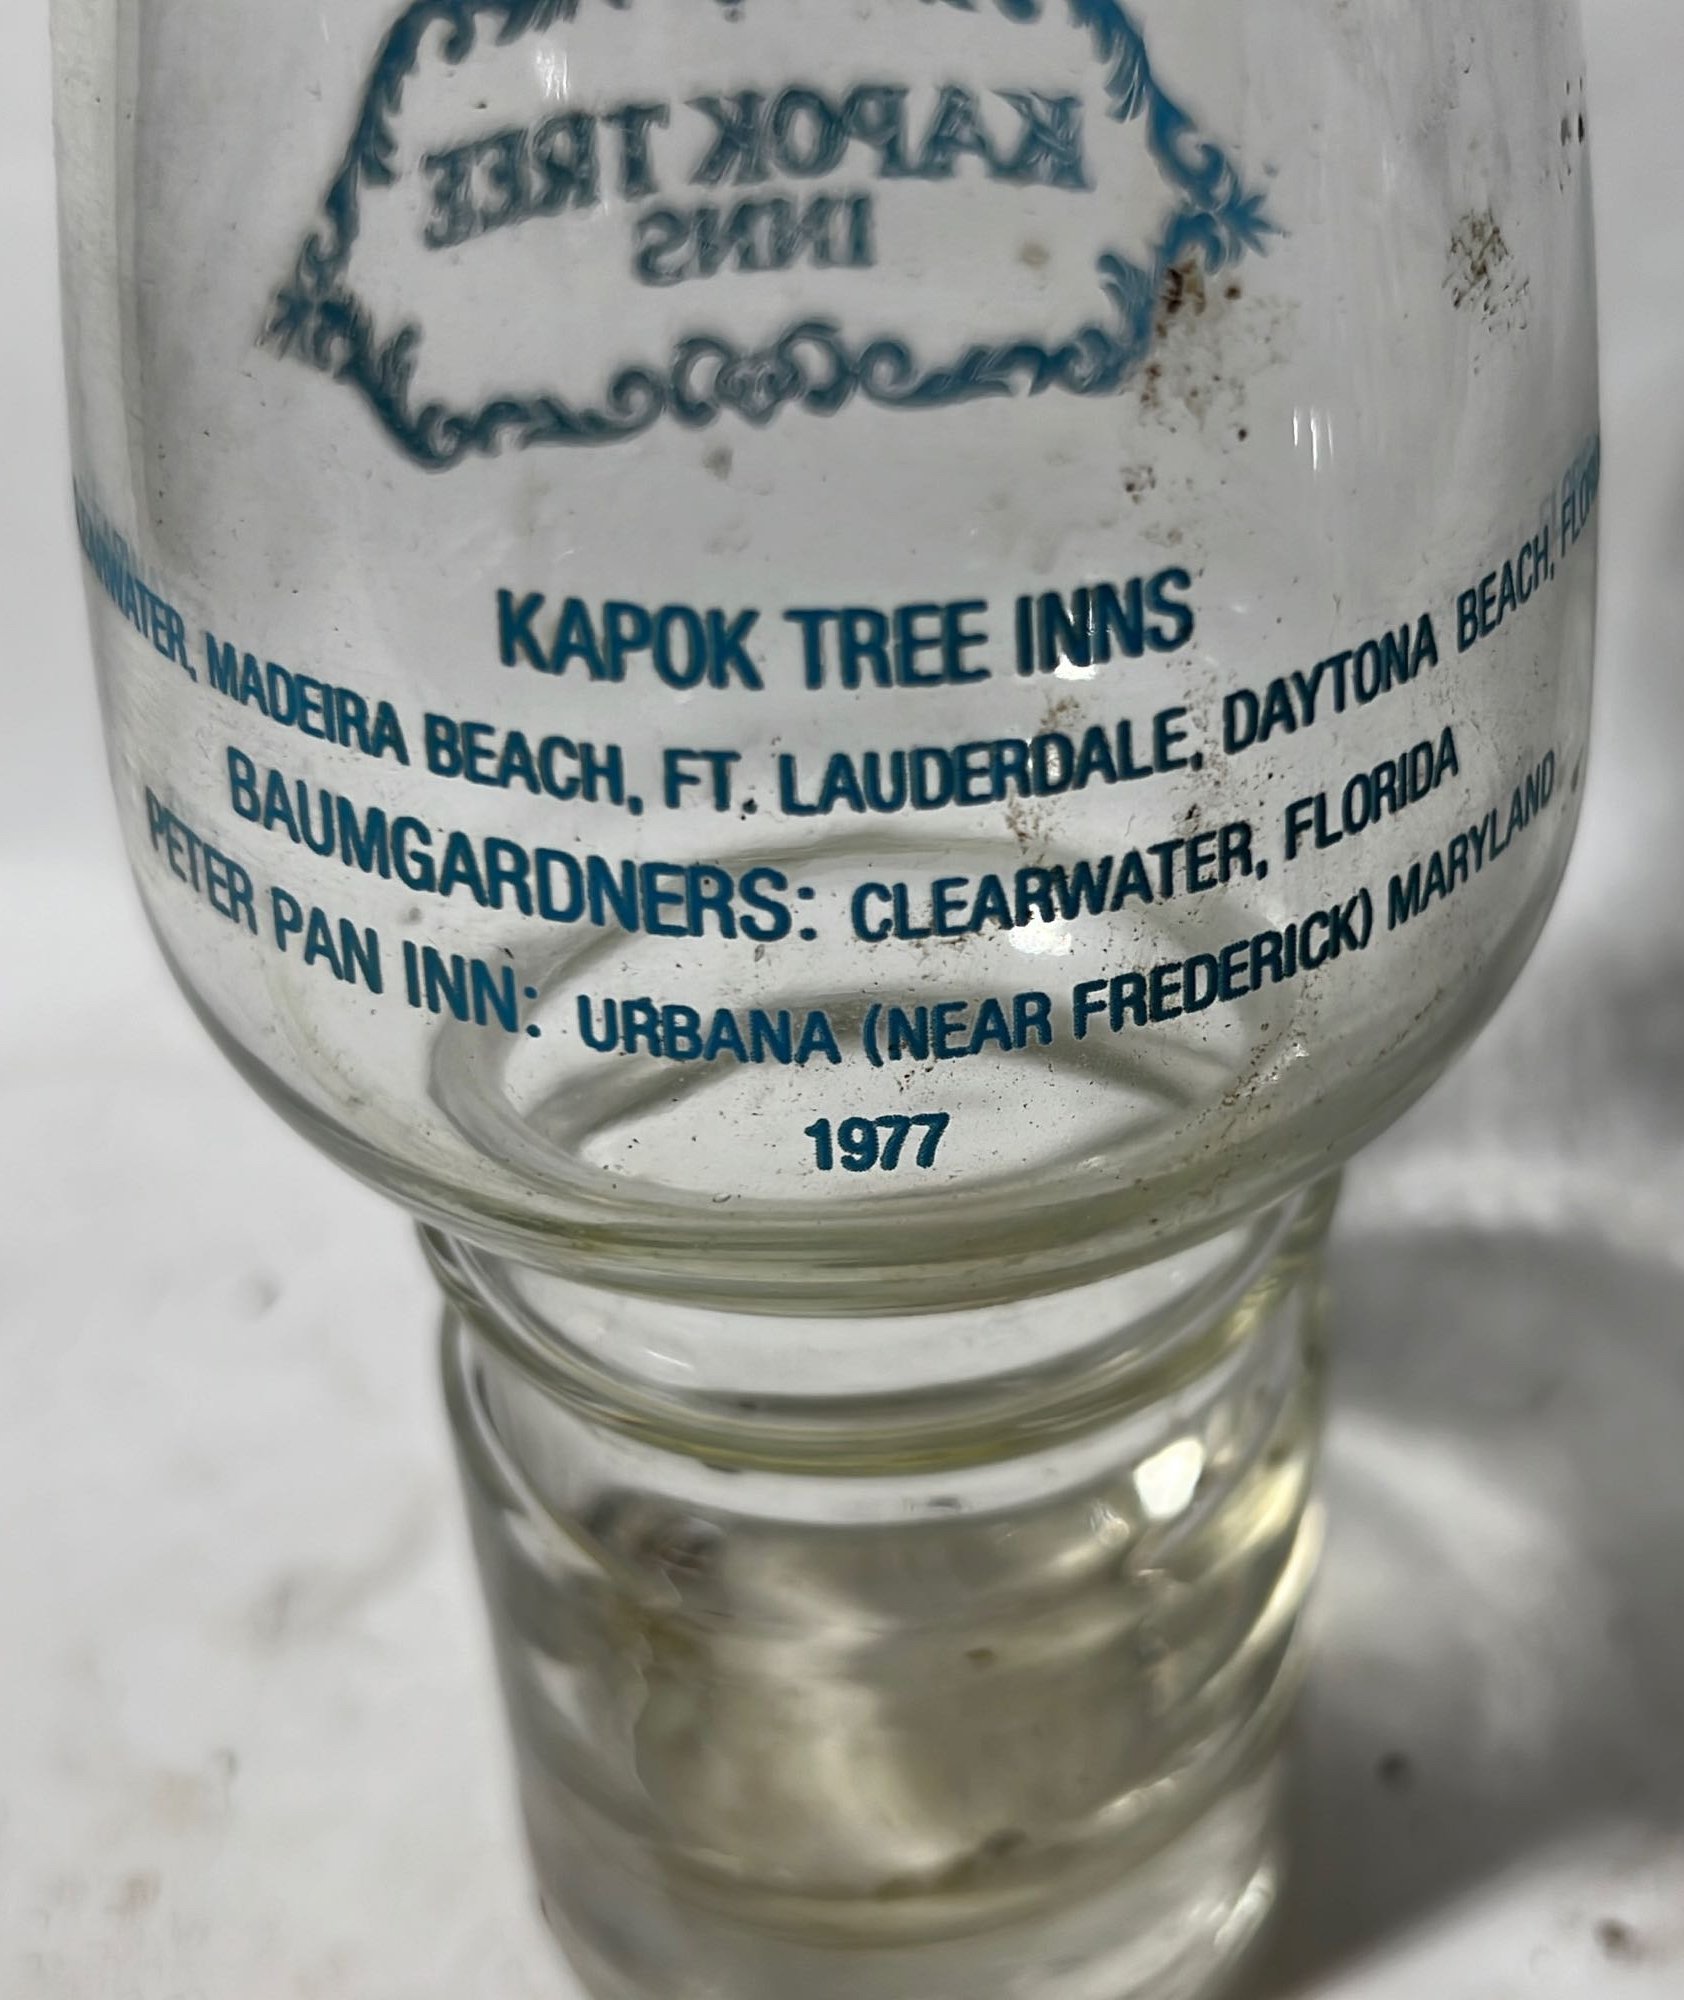 KAPOK TREE
INNS
KAPOK TREE INNS
MADEIRA BEACH, FT. LAUDERDALE, DAYTONA BEACH,
BAUMGARDNERS: CLEARWATER, FLORIDA
PETER PAN INN: URBANA (NEAR FREDERICK) MARYLAND
1977